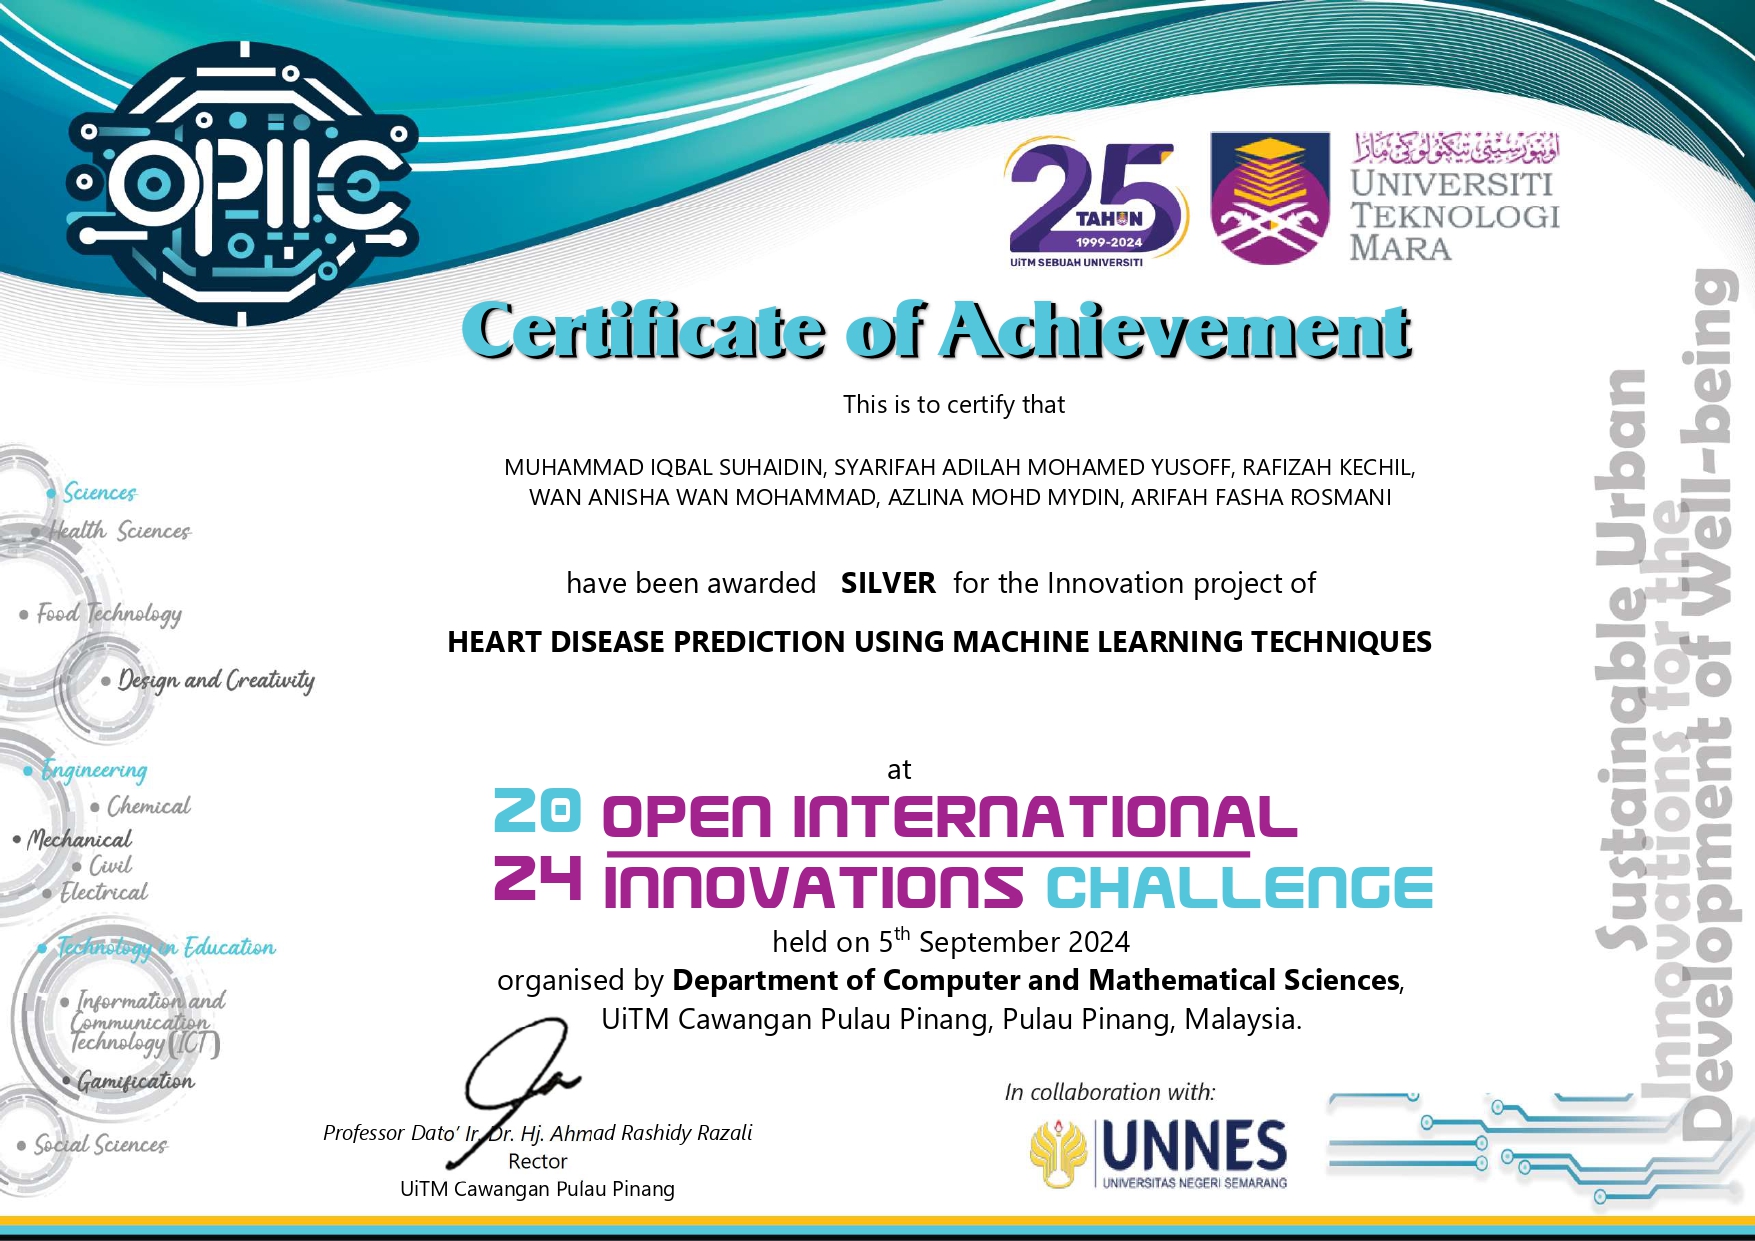 OPIIC
25
TAHUN
1999-2024
UiTM SEBUAH UNIVERSITI
اونيۏرسيتي تيكنولوڬي مارا
UNIVERSITI
TEKNOLOGI
MARA
Certificate of Achievement
This is to certify that
MUHAMMAD IQBAL SUHAIDIN, SYARIFAH ADILAH MOHAMED YUSOFF, RAFIZAH KECHIL,
WAN ANISHA WAN MOHAMMAD, AZLINA MOHD MYDIN, ARIFAH FASHA ROSMANI
have been awarded SILVER for the Innovation project of
HEART DISEASE PREDICTION USING MACHINE LEARNING TECHNIQUES
at
2024 OPEN INTERNATIONAL
INNOVATIONS CHALLENGE
held on 5th September 2024
organised by Department of Computer and Mathematical Sciences,
UiTM Cawangan Pulau Pinang, Pulau Pinang, Malaysia.
Professor Dato' Ir. Dr. Hj. Ahmad Rashidy Razali
Rector
UiTM Cawangan Pulau Pinang
In collaboration with:
UNNES
UNIVERSITAS NEGERI SEMARANG
• Sciences
• Health Sciences
• Food Technology
• Design and Creativity
• Engineering
• Chemical
• Mechanical
• Civil
• Electrical
• Technology in Education
• Information and
Communication
Technology (ICT)
• Gamification
• Social Sciences
Sustainable Urban
Innovations for the
Development of Well-being